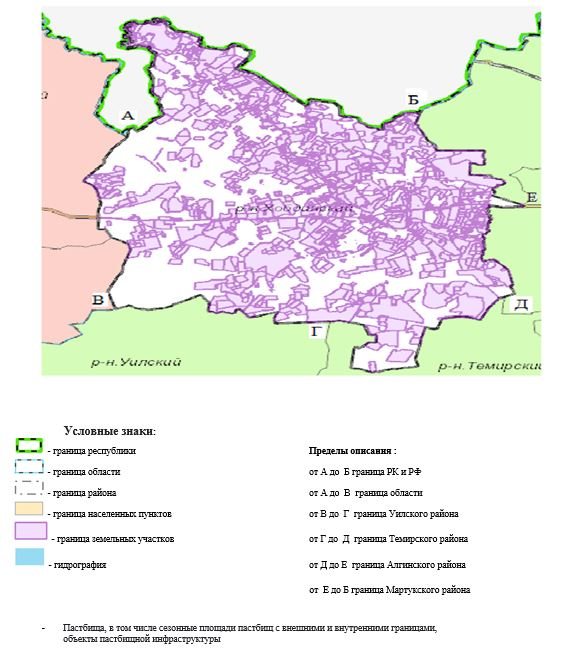 а
А
Б
р-н Хобдинский
Е
В
Д
Г
р-н. Уилский
р-н. Темирский
Условные знаки:
- граница республики
Пределы описания :
- граница области
от А до Б граница РК и РФ
- граница района
от А до В граница области
- граница населенных пунктов
от В до Г граница Уилского района
- граница земельных участков
от Г до Д граница Темирского района
- гидрография
от Д до Е граница Алгинского района
от Е до Б граница Мартукского района
- Пастбища, в том числе сезонные площади пастбищ с внешними и внутренними границами,
объекты пастбищной инфраструктуры